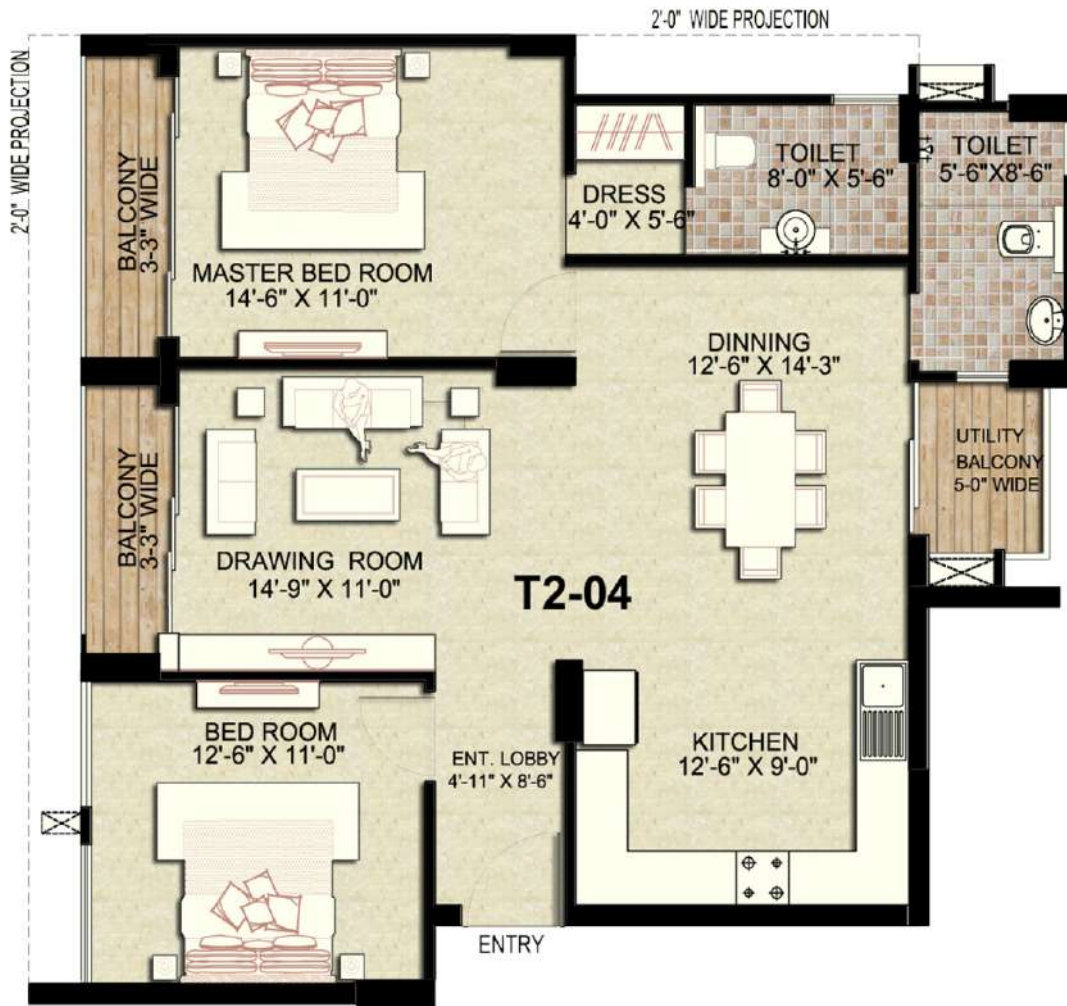 2'-0" WIDE PROJECTION
2'-0" WIDE PROJECTION
BALCONY
3-3" WIDE
MASTER BED ROOM
14'-6" X 11'-0"
DRESS
4'-0" X 5'-6"
TOILET
8'-0" X 5'-6"
TOILET
5'-6"X8'-6"
DINNING
12'-6" X 14'-3"
UTILITY
BALCONY
5-0" WIDE
BALCONY
3-3" WIDE
DRAWING ROOM
14'-9" X 11'-0"
T2-04
BED ROOM
12'-6" X 11'-0"
ENT. LOBBY
4'-11" X 8'-6"
KITCHEN
12'-6" X 9'-0"
ENTRY